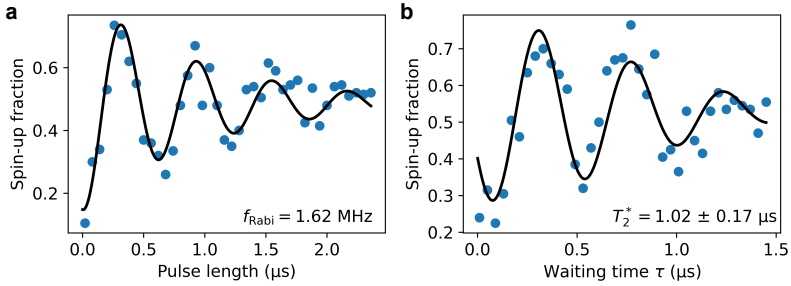 a
b
Spin-up fraction
0.6
0.4
0.2
f_Rabi = 1.62 MHz
0.0 0.5 1.0 1.5 2.0
Pulse length (µs)
Spin-up fraction
0.7
0.6
0.5
0.4
0.3
0.2
T₂* = 1.02 ± 0.17 µs
0.0 0.5 1.0 1.5
Waiting time τ (µs)